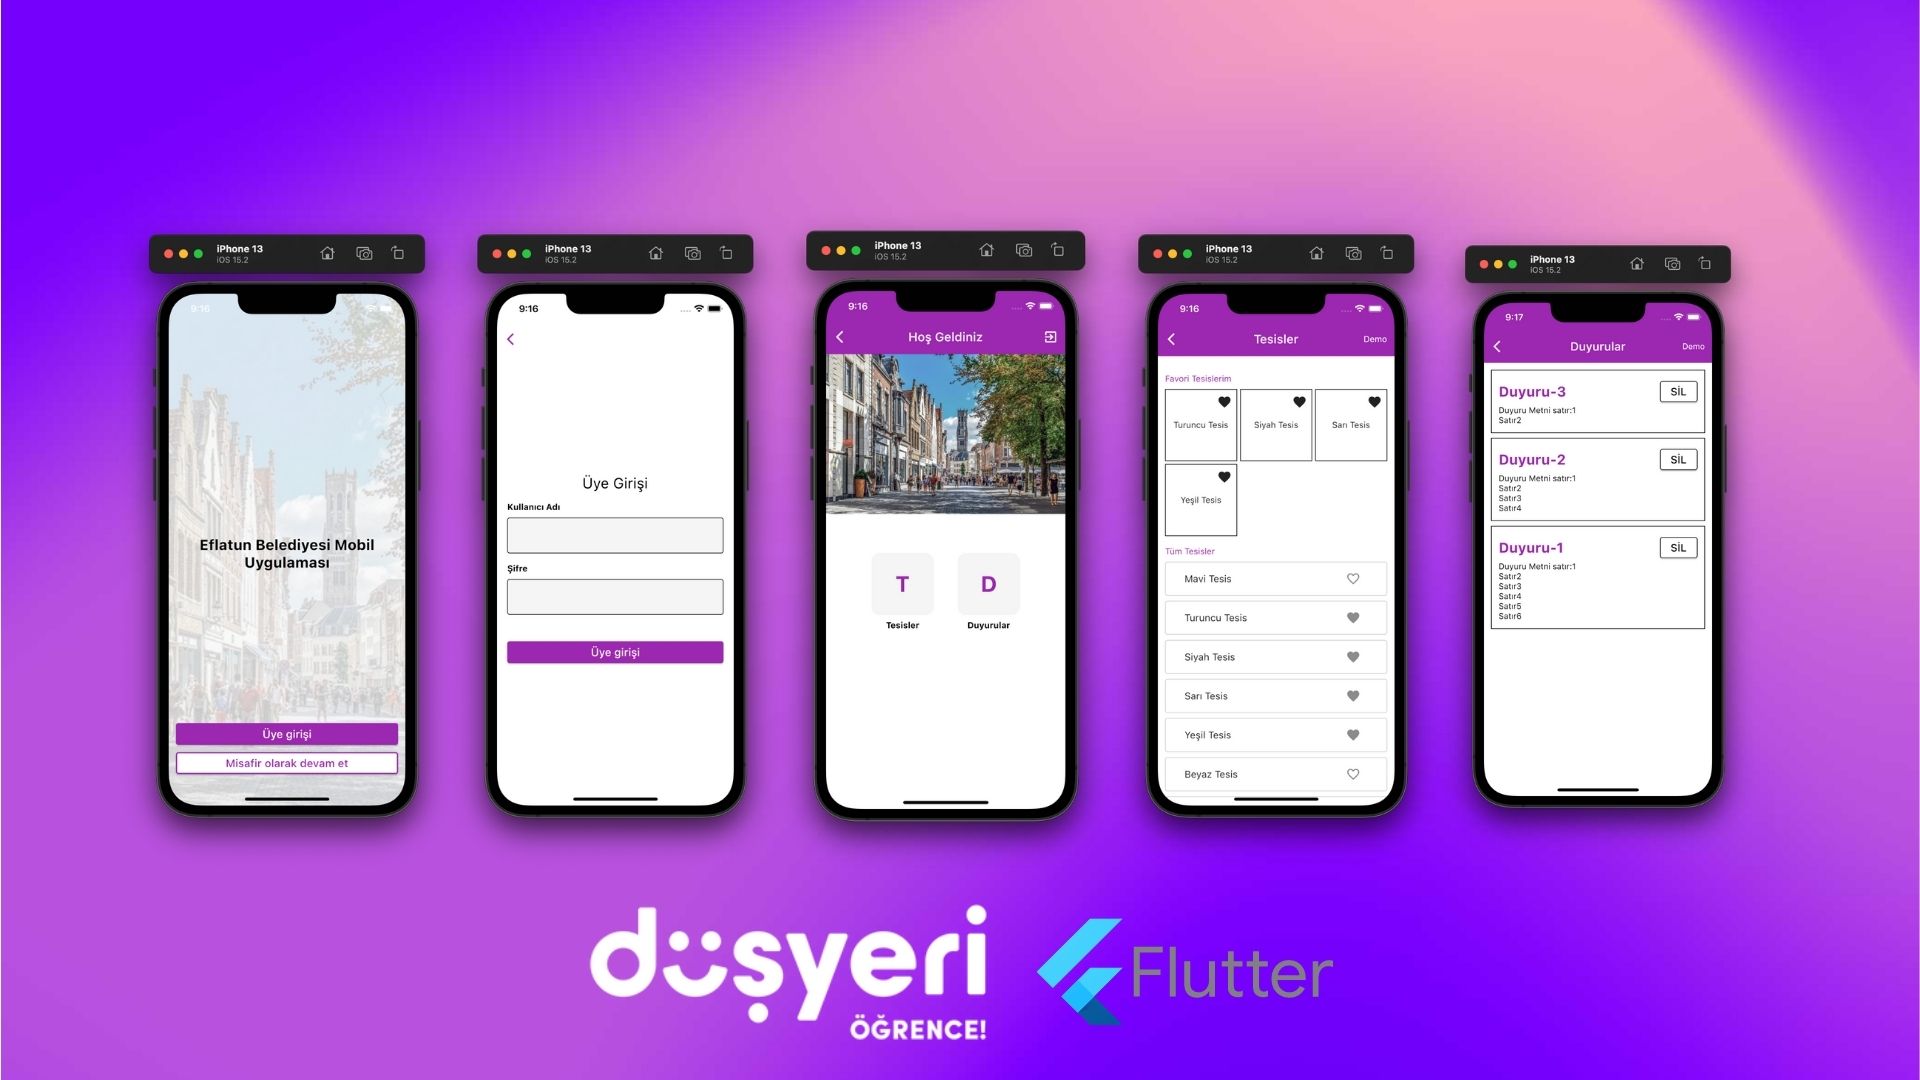 iPhone 13
iOS 15.2
9:16
Eflatun Belediyesi Mobil
Uygulaması
Üye girişi
Misafir olarak devam et
iPhone 13
iOS 15.2
9:16
Üye Girişi
Kullanıcı Adı
Şifre
Üye girişi
iPhone 13
iOS 15.2
9:16
Hoş Geldiniz
T
D
Tesisler
Duyurular
iPhone 13
iOS 15.2
9:16
Tesisler
Demo
Favori Tesislerim
Turuncu Tesis
Siyah Tesis
Sarı Tesis
Yeşil Tesis
Tüm Tesisler
Mavi Tesis
Turuncu Tesis
Siyah Tesis
Sarı Tesis
Yeşil Tesis
Beyaz Tesis
iPhone 13
iOS 15.2
9:17
Duyurular
Demo
Duyuru-3
SİL
Duyuru Metni satır:1
Satır2
Duyuru-2
SİL
Duyuru Metni satır:1
Satır2
Satır3
Satır4
Duyuru-1
SİL
Duyuru Metni satır:1
Satır2
Satır3
Satır4
Satır5
Satır6
düşyeri
ÖĞRENCE!
Flutter